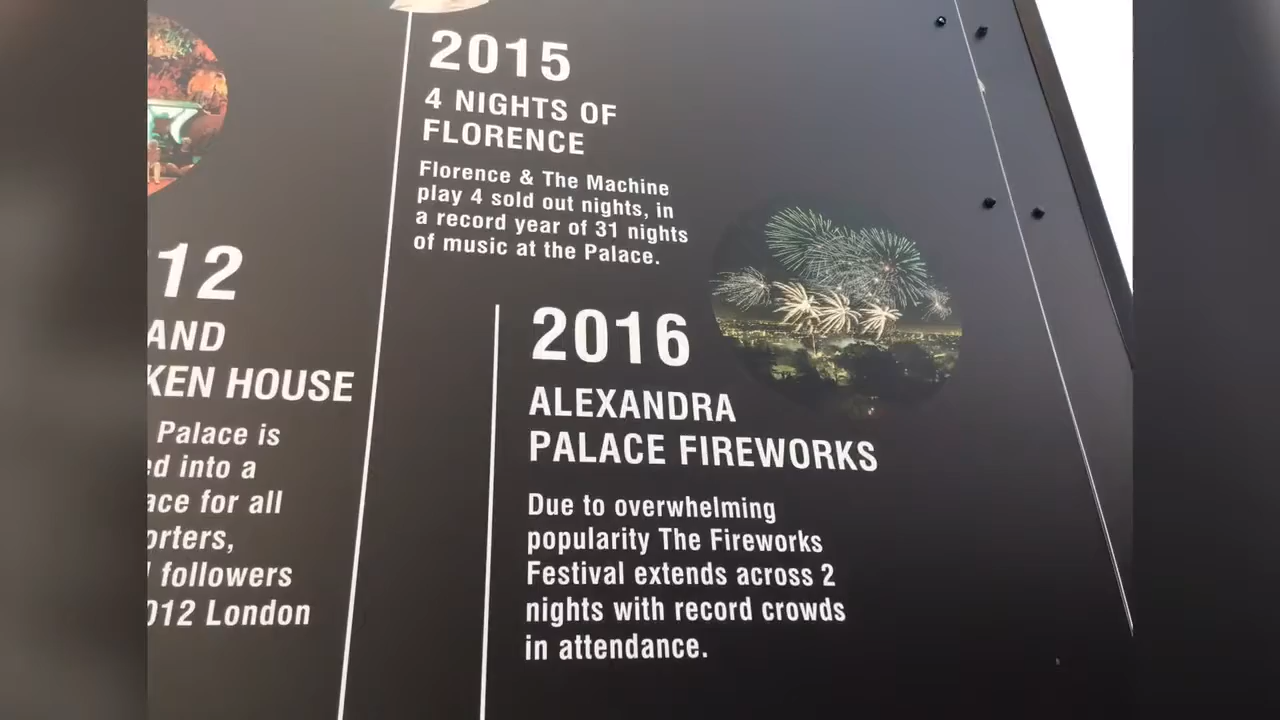 2015
4 NIGHTS OF
FLORENCE
Florence & The Machine
play 4 sold out nights, in
a record year of 31 nights
of music at the Palace.
12
AND
KEN HOUSE
Palace is
ed into a
ace for all
orters,
followers
012 London
2016
ALEXANDRA
PALACE FIREWORKS
Due to overwhelming
popularity The Fireworks
Festival extends across 2
nights with record crowds
in attendance.